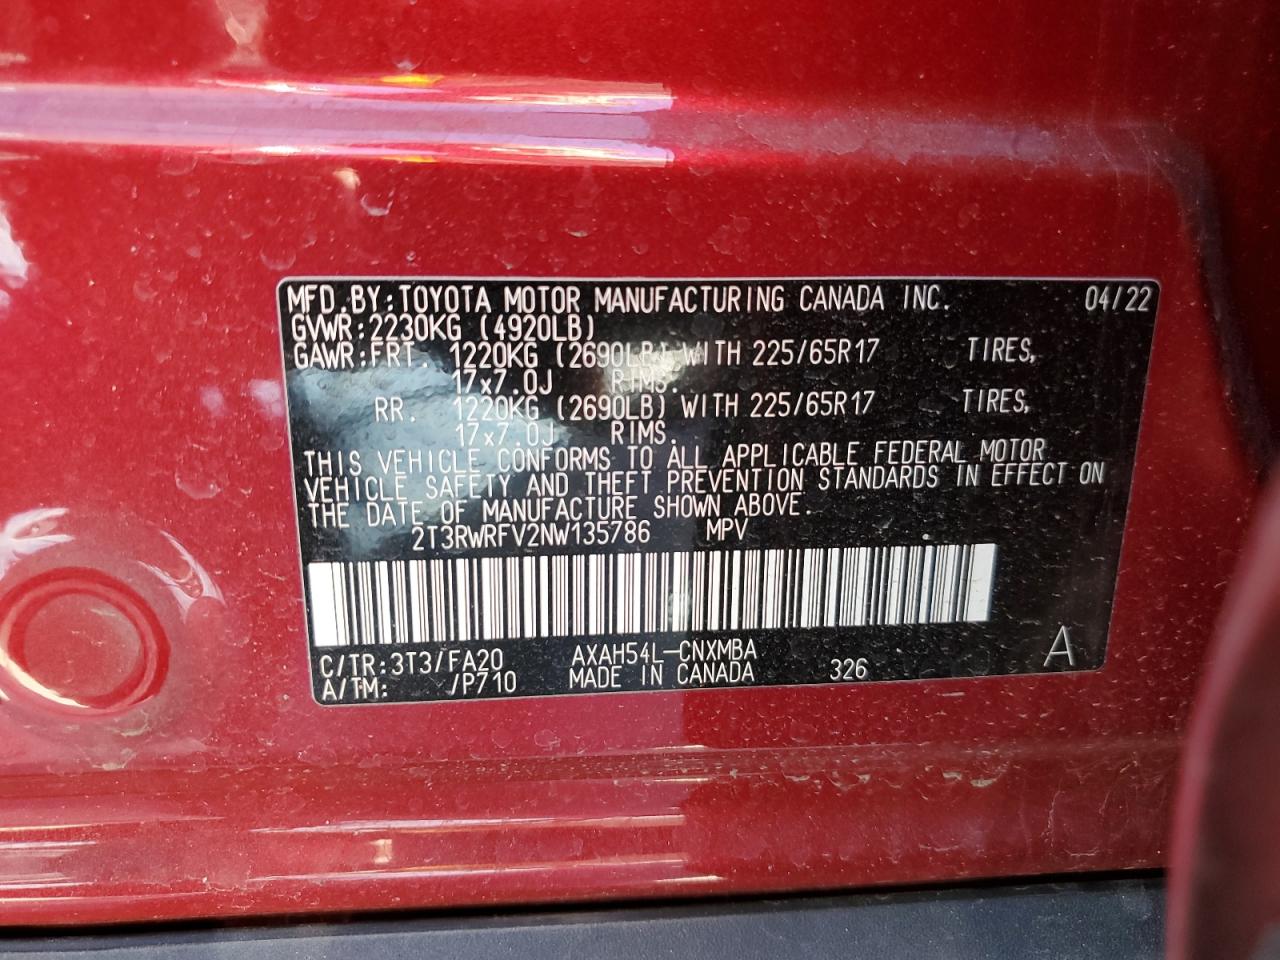 MFD.BY:TOYOTA MOTOR MANUFACTURING CANADA INC. 04/22
GVWR:2230KG (4920LB)
GAWR:FRT. 1220KG (2690LB) WITH 225/65R17 TIRES,
17x7.0J RIMS.
RR. 1220KG (2690LB) WITH 225/65R17 TIRES,
17x7.0J RIMS.
THIS VEHICLE CONFORMS TO ALL APPLICABLE FEDERAL MOTOR
VEHICLE SAFETY AND THEFT PREVENTION STANDARDS IN EFFECT ON
THE DATE OF MANUFACTURE SHOWN ABOVE.
2T3RWRFV2NW135786 MPV
C/TR:3T3/FA20 AXAH54L-CNXMBA
A/TM: /P710 MADE IN CANADA 326 A